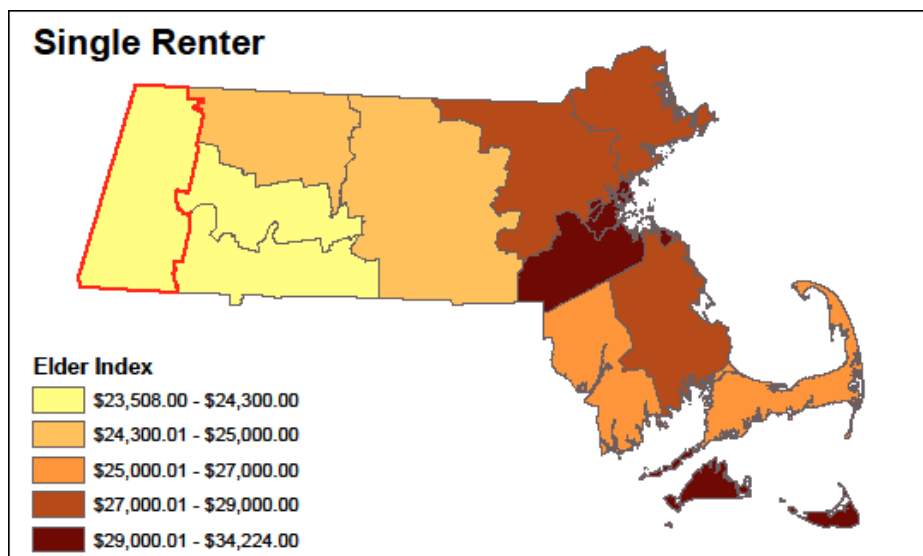 Single Renter
Elder Index
$23,508.00 - $24,300.00
$24,300.01 - $25,000.00
$25,000.01 - $27,000.00
$27,000.01 - $29,000.00
$29,000.01 - $34,224.00